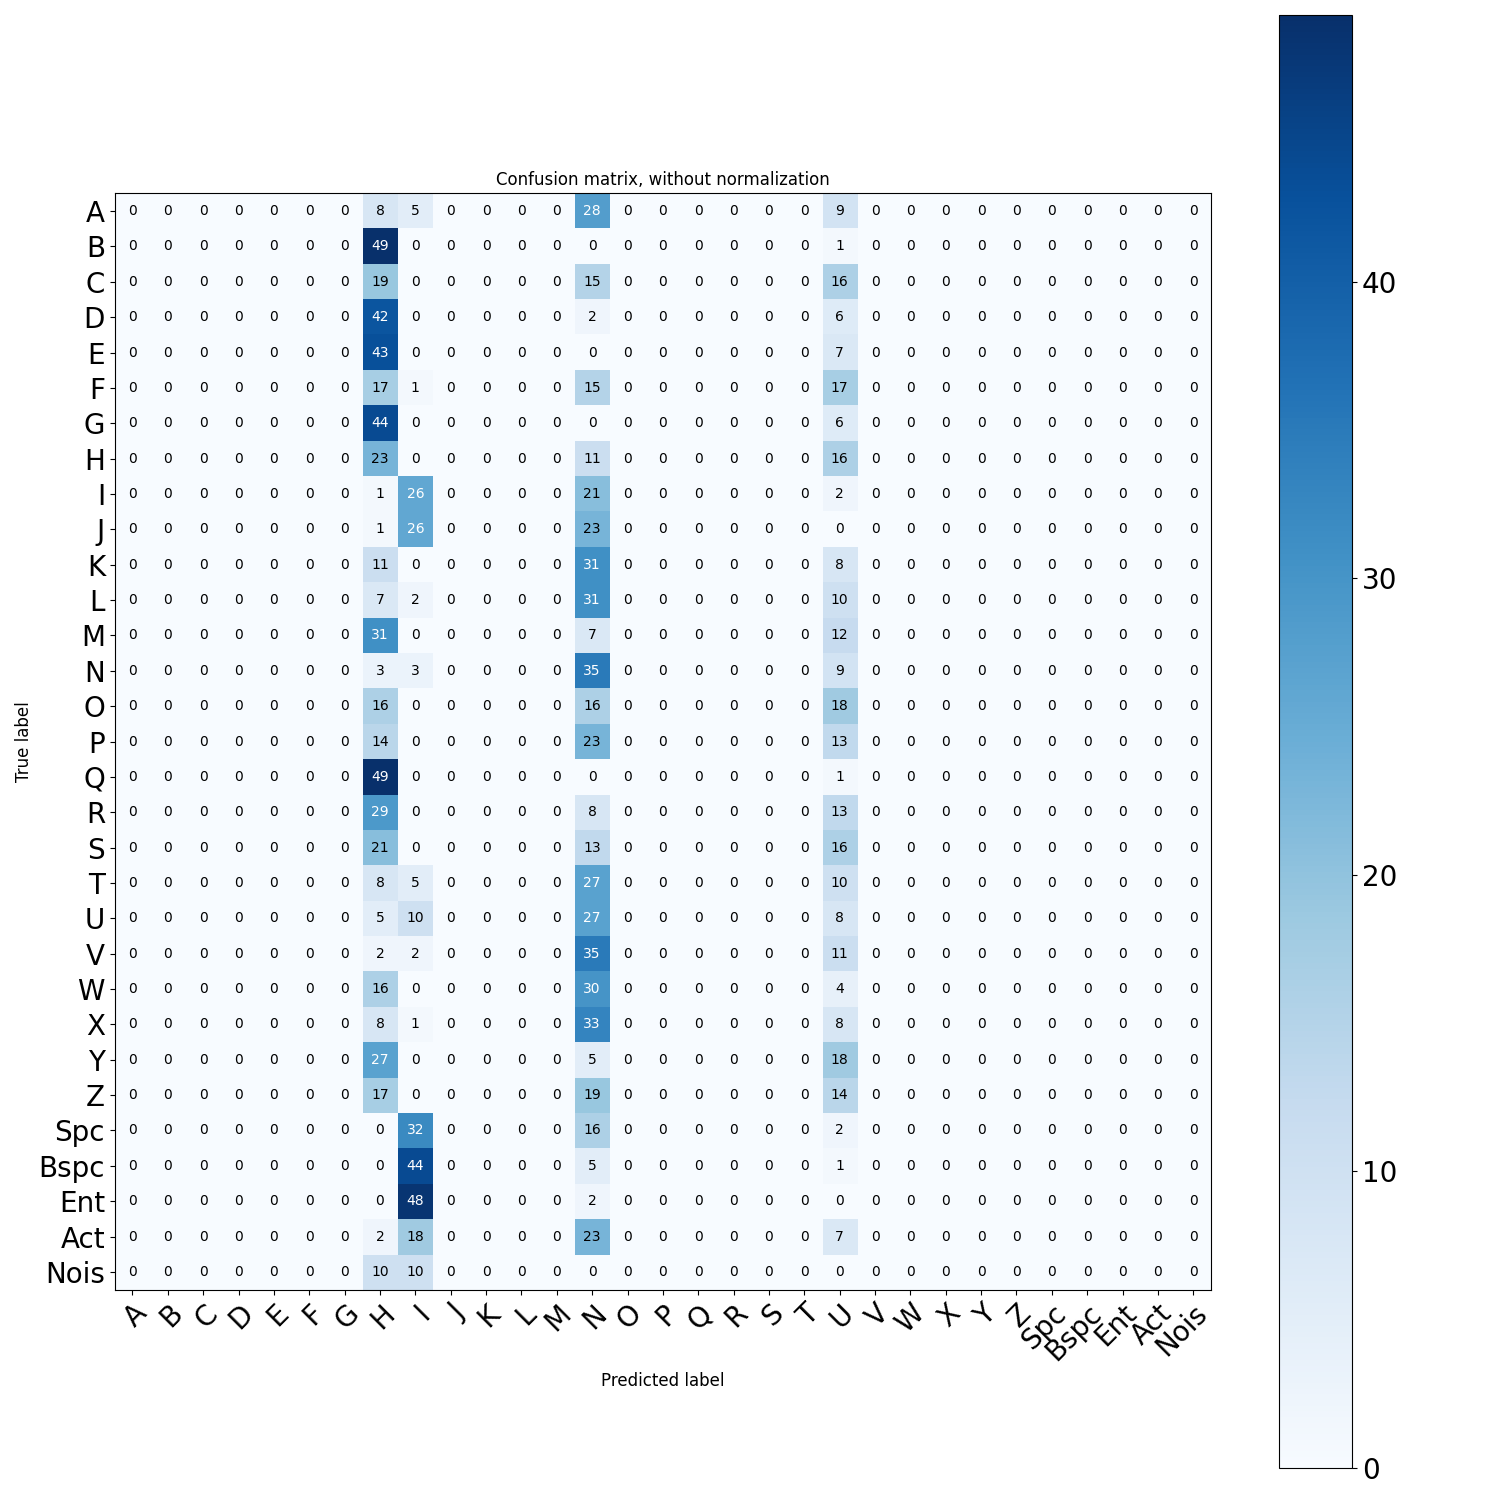 Confusion matrix, without normalization
A 0 0 0 0 0 0 0 8 5 0 0 0 0 28 0 0 0 0 0 0 9 0 0 0 0 0 0 0 0 0 0
B 0 0 0 0 0 0 0 49 0 0 0 0 0 0 0 0 0 0 0 0 1 0 0 0 0 0 0 0 0 0 0
C 0 0 0 0 0 0 0 19 0 0 0 0 0 15 0 0 0 0 0 0 16 0 0 0 0 0 0 0 0 0 0
D 0 0 0 0 0 0 0 42 0 0 0 0 0 2 0 0 0 0 0 0 6 0 0 0 0 0 0 0 0 0 0
E 0 0 0 0 0 0 0 43 0 0 0 0 0 0 0 0 0 0 0 0 7 0 0 0 0 0 0 0 0 0 0
F 0 0 0 0 0 0 0 17 1 0 0 0 0 15 0 0 0 0 0 0 17 0 0 0 0 0 0 0 0 0 0
G 0 0 0 0 0 0 0 44 0 0 0 0 0 0 0 0 0 0 0 0 6 0 0 0 0 0 0 0 0 0 0
H 0 0 0 0 0 0 0 23 0 0 0 0 0 11 0 0 0 0 0 0 16 0 0 0 0 0 0 0 0 0 0
I 0 0 0 0 0 0 0 1 26 0 0 0 0 21 0 0 0 0 0 0 2 0 0 0 0 0 0 0 0 0 0
J 0 0 0 0 0 0 0 1 26 0 0 0 0 23 0 0 0 0 0 0 0 0 0 0 0 0 0 0 0 0 0
K 0 0 0 0 0 0 0 11 0 0 0 0 0 31 0 0 0 0 0 0 8 0 0 0 0 0 0 0 0 0 0
L 0 0 0 0 0 0 0 7 2 0 0 0 0 31 0 0 0 0 0 0 10 0 0 0 0 0 0 0 0 0 0
M 0 0 0 0 0 0 0 31 0 0 0 0 0 7 0 0 0 0 0 0 12 0 0 0 0 0 0 0 0 0 0
N 0 0 0 0 0 0 0 3 3 0 0 0 0 35 0 0 0 0 0 0 9 0 0 0 0 0 0 0 0 0 0
O 0 0 0 0 0 0 0 16 0 0 0 0 0 16 0 0 0 0 0 0 18 0 0 0 0 0 0 0 0 0 0
P 0 0 0 0 0 0 0 14 0 0 0 0 0 23 0 0 0 0 0 0 13 0 0 0 0 0 0 0 0 0 0
Q 0 0 0 0 0 0 0 49 0 0 0 0 0 0 0 0 0 0 0 0 1 0 0 0 0 0 0 0 0 0 0
R 0 0 0 0 0 0 0 29 0 0 0 0 0 8 0 0 0 0 0 0 13 0 0 0 0 0 0 0 0 0 0
S 0 0 0 0 0 0 0 21 0 0 0 0 0 13 0 0 0 0 0 0 16 0 0 0 0 0 0 0 0 0 0
T 0 0 0 0 0 0 0 8 5 0 0 0 0 27 0 0 0 0 0 0 10 0 0 0 0 0 0 0 0 0 0
U 0 0 0 0 0 0 0 5 10 0 0 0 0 27 0 0 0 0 0 0 8 0 0 0 0 0 0 0 0 0 0
V 0 0 0 0 0 0 0 2 2 0 0 0 0 35 0 0 0 0 0 0 11 0 0 0 0 0 0 0 0 0 0
W 0 0 0 0 0 0 0 16 0 0 0 0 0 30 0 0 0 0 0 0 4 0 0 0 0 0 0 0 0 0 0
X 0 0 0 0 0 0 0 8 1 0 0 0 0 33 0 0 0 0 0 0 8 0 0 0 0 0 0 0 0 0 0
Y 0 0 0 0 0 0 0 27 0 0 0 0 0 5 0 0 0 0 0 0 18 0 0 0 0 0 0 0 0 0 0
Z 0 0 0 0 0 0 0 17 0 0 0 0 0 19 0 0 0 0 0 0 14 0 0 0 0 0 0 0 0 0 0
Spc 0 0 0 0 0 0 0 0 32 0 0 0 0 16 0 0 0 0 0 0 2 0 0 0 0 0 0 0 0 0 0
Bspc 0 0 0 0 0 0 0 0 44 0 0 0 0 5 0 0 0 0 0 0 1 0 0 0 0 0 0 0 0 0 0
Ent 0 0 0 0 0 0 0 0 48 0 0 0 0 2 0 0 0 0 0 0 0 0 0 0 0 0 0 0 0 0 0
Act 0 0 0 0 0 0 0 2 18 0 0 0 0 23 0 0 0 0 0 0 7 0 0 0 0 0 0 0 0 0 0
Nois 0 0 0 0 0 0 0 10 10 0 0 0 0 0 0 0 0 0 0 0 0 0 0 0 0 0 0 0 0 0 0
A B C D E F G H I J K L M N O P Q R S T U V W X Y Z Spc Bspc Ent Act Nois
Predicted label
True label
40
30
20
10
0